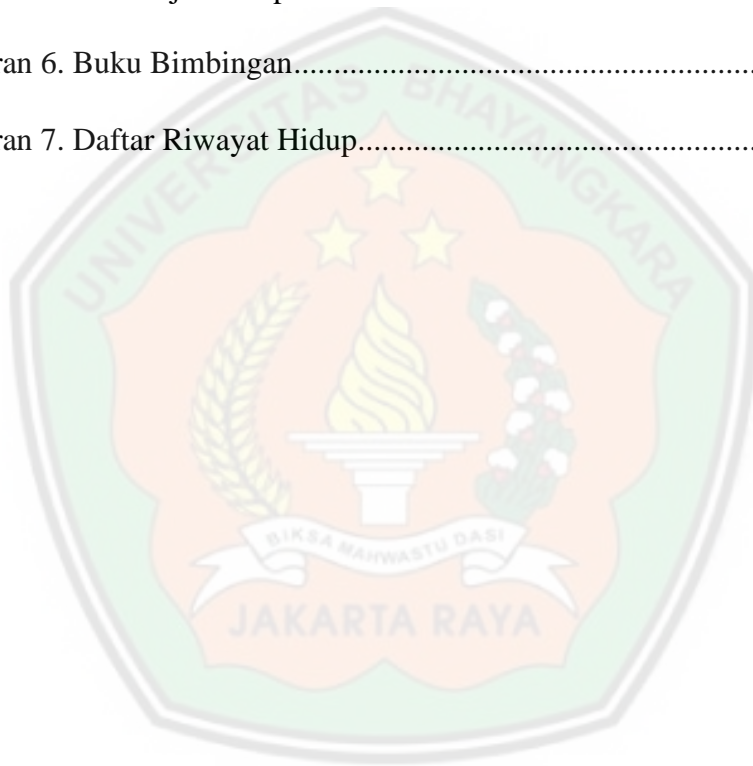 ran 6. Buku Bimbingan..........................................................
ran 7. Daftar Riwayat Hidup..................................................
UNIVERSITAS BHAYANGKARA
BIKSA MAHWASTU DASI
JAKARTA RAYA